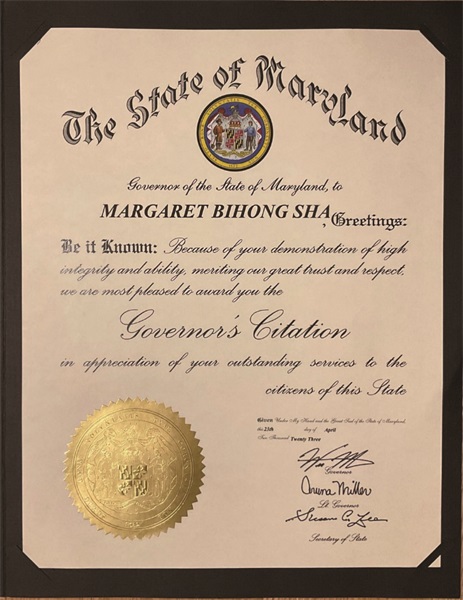 The State of Maryland
Governor of the State of Maryland, to
MARGARET BIHONG SHA, Greetings:
Be it Known: Because of your demonstration of high
integrity and ability, meriting our great trust and respect,
we are most pleased to award you the
Governor's Citation
in appreciation of your outstanding services to the
citizens of this State
Given Under My Hand and the Great Seal of the State of Maryland,
this 25th day of April
Two Thousand Twenty Three
Governor
Aruna Miller
Lt. Governor
Susan C. Lee
Secretary of State